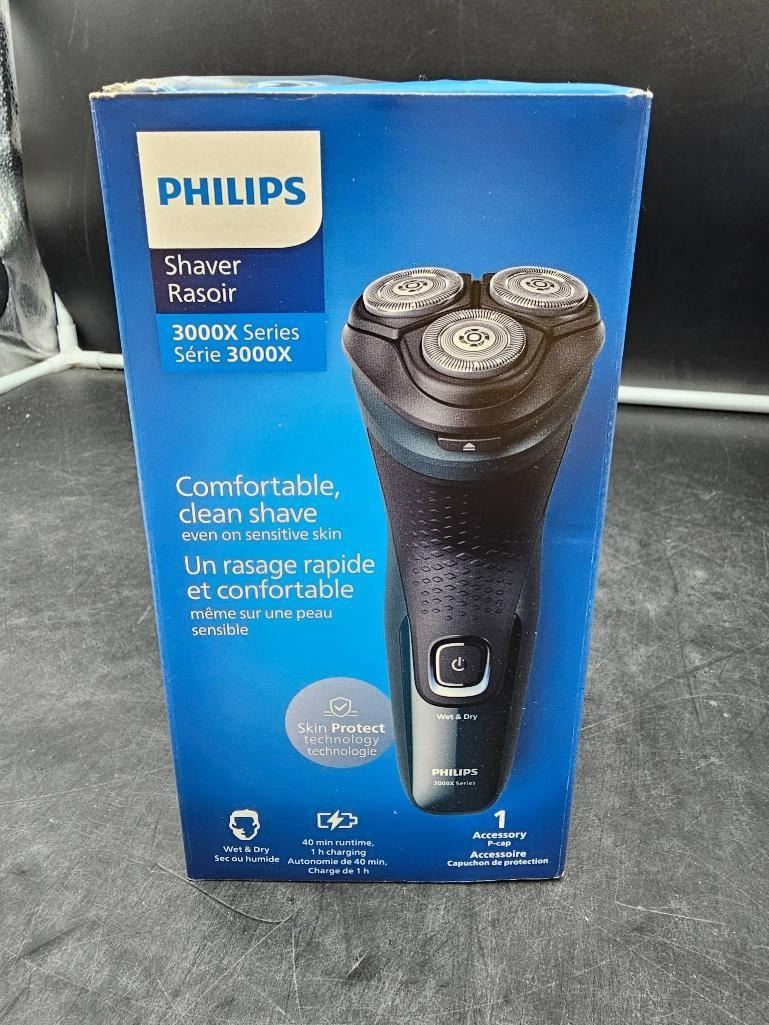 PHILIPS
Shaver
Rasoir
3000X Series
Série 3000X
Comfortable,
clean shave
even on sensitive skin
Un rasage rapide
et confortable
même sur une peau
sensible
Skin Protect
technology
technologie
Wet & Dry
PHILIPS
3000X Series
Wet & Dry
Sec ou humide
40 min runtime,
1 h charging
Autonomie de 40 min,
Charge de 1 h
1
Accessory
P-cap
Accessoire
Capuchon de protection